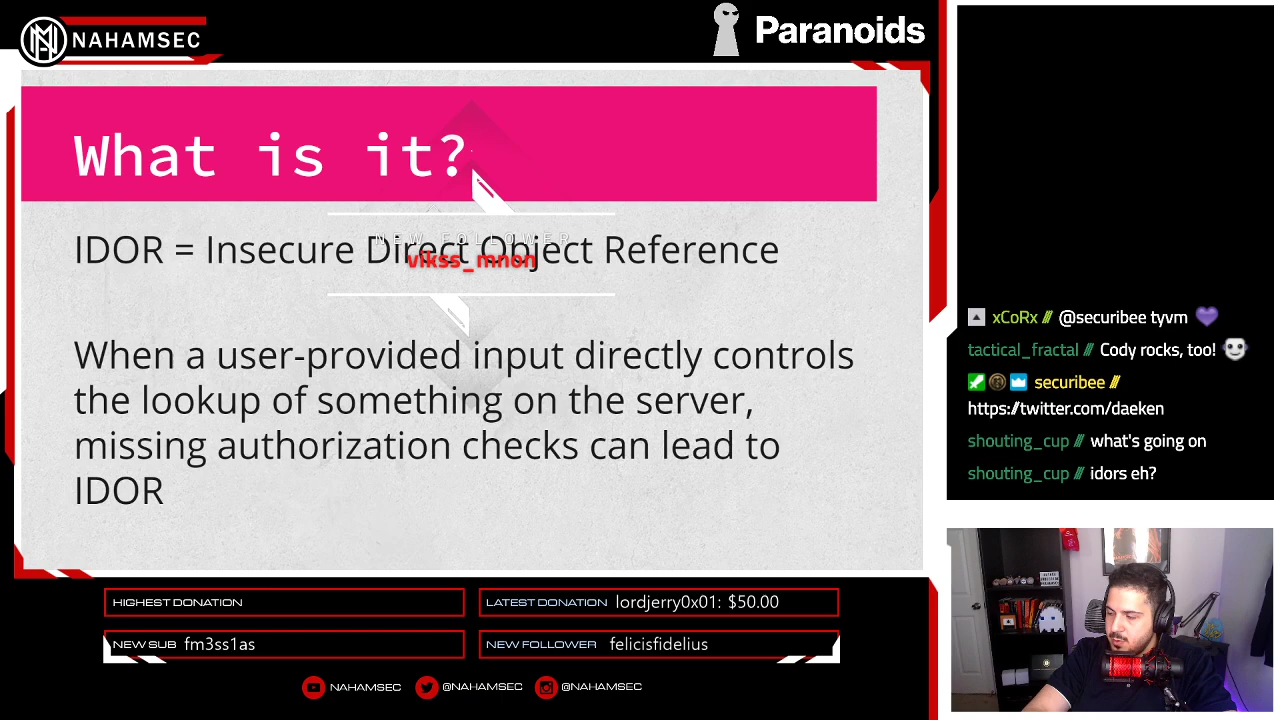 NAHAMSEC
Paranoids
What is it?
IDOR = Insecure Direct Object Reference
NEW FOLLOWER
vikss_mnon
When a user-provided input directly controls
the lookup of something on the server,
missing authorization checks can lead to
IDOR
xCoRx // @securibee tyvm
tactical_fractal // Cody rocks, too!
securibee //
https://twitter.com/daeken
shouting_cup // what's going on
shouting_cup // idors eh?
HIGHEST DONATION
LATEST DONATION lordjerry0x01: $50.00
NEW SUB fm3ss1as
NEW FOLLOWER felicisfidelius
NAHAMSEC @NAHAMSEC @NAHAMSEC